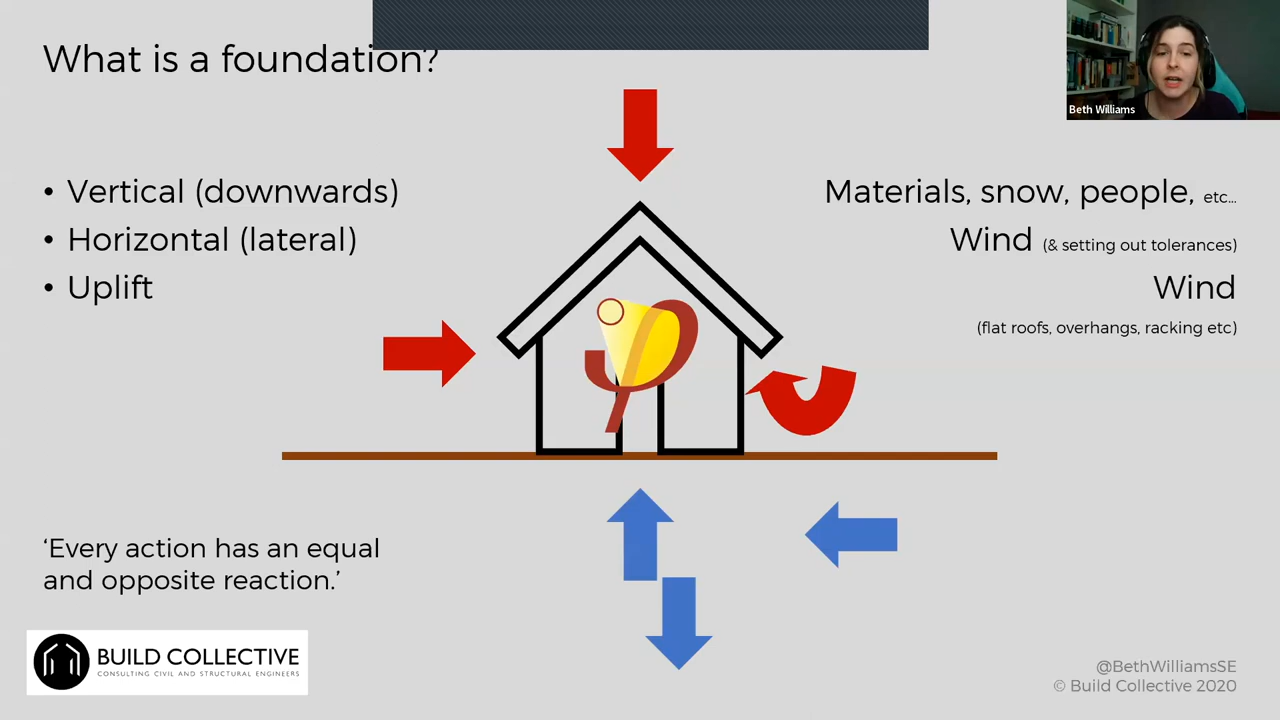 What is a foundation?
Beth Williams
• Vertical (downwards)
• Horizontal (lateral)
• Uplift
Materials, snow, people, etc…
Wind (& setting out tolerances)
Wind
(flat roofs, overhangs, racking etc)
‘Every action has an equal
and opposite reaction.’
BUILD COLLECTIVE
CONSULTING CIVIL AND STRUCTURAL ENGINEERS
@BethWilliamsSE
© Build Collective 2020